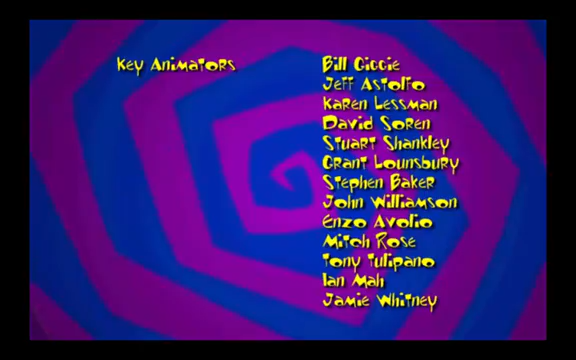 Key Animators
Bill Giggie
Jeff Astolfo
Karen Lessman
David Soren
Stuart Shankley
Grant Lounsbury
Stephen Baker
John Williamson
Enzo Avolio
Mitch Rose
Tony Tulipano
Ian Mah
Jamie Whitney